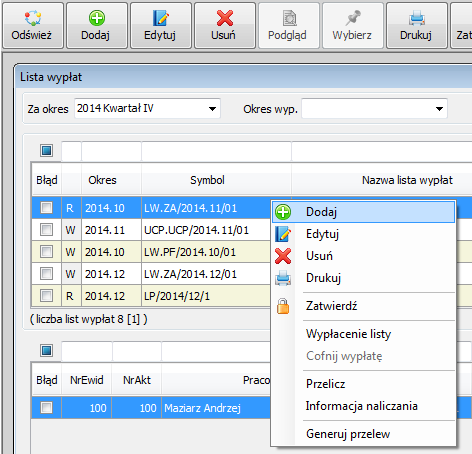 Odśwież Dodaj Edytuj Usuń Podgląd Wybierz Drukuj Zat
Lista wypłat
Za okres 2014 Kwartał IV Okres wyp.
Błąd Okres Symbol Nazwa lista wypłat
R 2014.10 LW.ZA/2014.11/01
W 2014.11 UCP.UCP/2014.11/01
W 2014.10 LW.PF/2014.10/01
W 2014.12 LW.ZA/2014.12/01
R 2014.12 LP/2014/12/1
(liczba list wypłat 8 [1] )
Dodaj
Edytuj
Usuń
Drukuj
Zatwierdź
Wypłacenie listy
Cofnij wypłatę
Przelicz
Informacja naliczania
Generuj przelew
Błąd NrEwid NrAkt Praco
100 100 Maziarz Andrzej